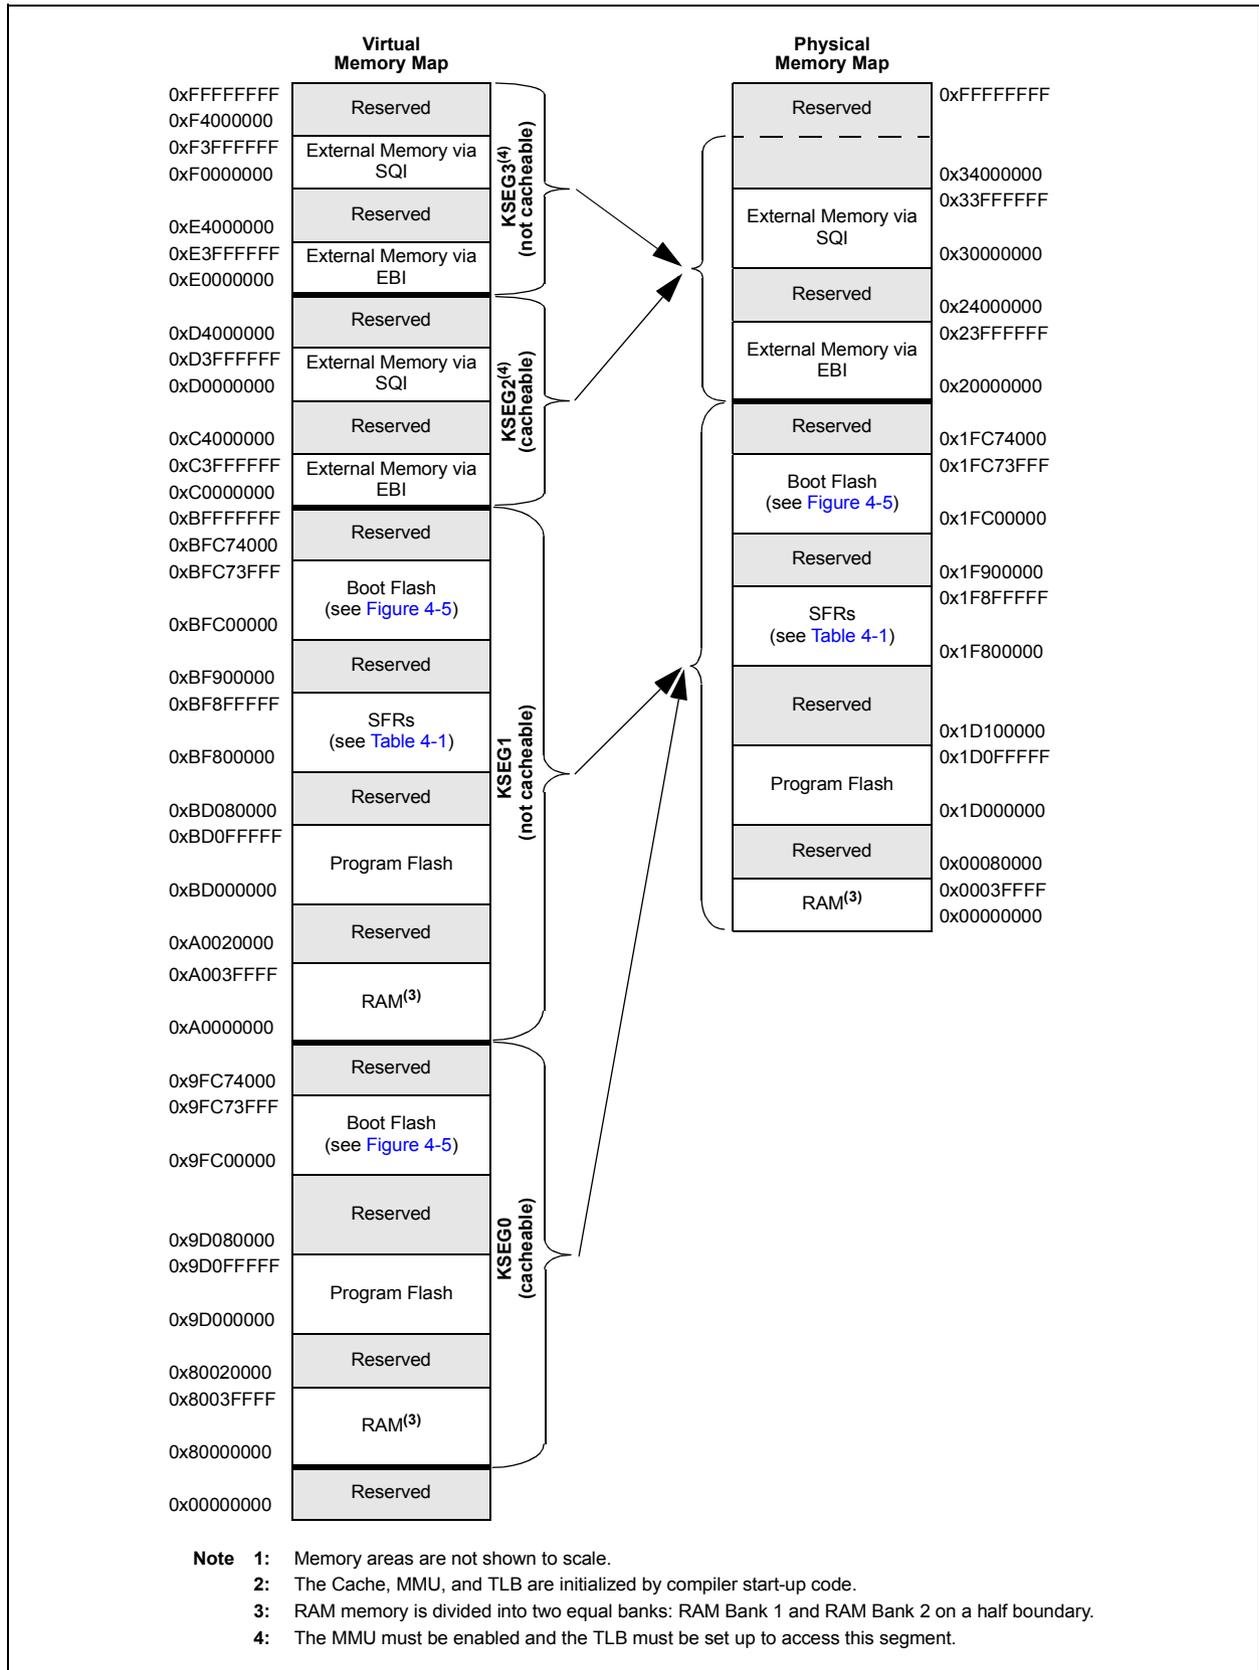 Virtual
Memory Map
0xFFFFFFFF
Reserved
0xF4000000
0xF3FFFFFF
External Memory via
SQI
0xF0000000
Reserved
0xE4000000
0xE3FFFFFF
External Memory via
EBI
0xE0000000
KSEG3(4)
(not cacheable)
Reserved
0xD4000000
0xD3FFFFFF
External Memory via
SQI
0xD0000000
Reserved
0xC4000000
0xC3FFFFFF
External Memory via
EBI
0xC0000000
KSEG2(4)
(cacheable)
0xBFFFFFFF
Reserved
0xBFC74000
0xBFC73FFF
Boot Flash
(see Figure 4-5)
0xBFC00000
Reserved
0xBF900000
0xBF8FFFFF
SFRs
(see Table 4-1)
0xBF800000
Reserved
0xBD080000
0xBD0FFFFF
Program Flash
0xBD000000
Reserved
0xA0020000
0xA003FFFF
RAM(3)
0xA0000000
KSEG1
(not cacheable)
Reserved
0x9FC74000
0x9FC73FFF
Boot Flash
(see Figure 4-5)
0x9FC00000
Reserved
0x9D080000
0x9D0FFFFF
Program Flash
0x9D000000
Reserved
0x80020000
0x8003FFFF
RAM(3)
0x80000000
KSEG0
(cacheable)
Reserved
0x00000000
Physical
Memory Map
Reserved
0xFFFFFFFF
0x34000000
0x33FFFFFF
External Memory via
SQI
0x30000000
Reserved
0x24000000
0x23FFFFFF
External Memory via
EBI
0x20000000
Reserved
0x1FC74000
0x1FC73FFF
Boot Flash
(see Figure 4-5)
0x1FC00000
Reserved
0x1F900000
0x1F8FFFFF
SFRs
(see Table 4-1)
0x1F800000
Reserved
0x1D100000
0x1D0FFFFF
Program Flash
0x1D000000
Reserved
0x00080000
0x0003FFFF
RAM(3)
0x00000000
Note 1: Memory areas are not shown to scale.
2: The Cache, MMU, and TLB are initialized by compiler start-up code.
3: RAM memory is divided into two equal banks: RAM Bank 1 and RAM Bank 2 on a half boundary.
4: The MMU must be enabled and the TLB must be set up to access this segment.